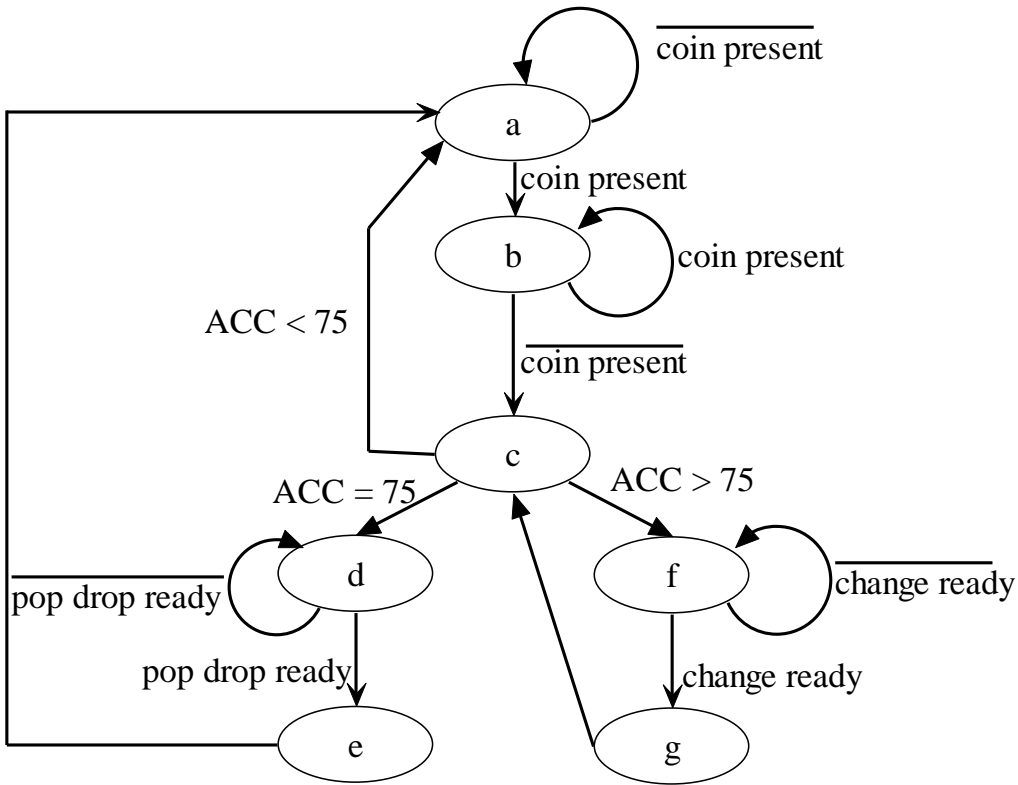 coin present
a
coin present
b
coin present
ACC < 75
coin present
c
ACC = 75
ACC > 75
d
f
pop drop ready
change ready
pop drop ready
change ready
e
g